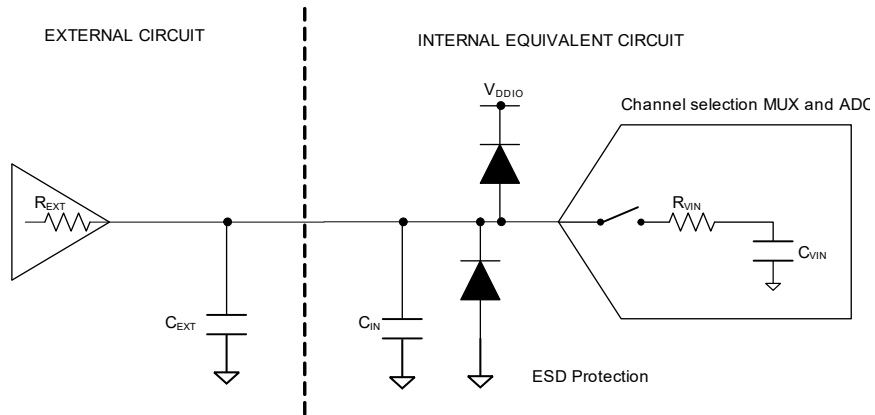 EXTERNAL CIRCUIT
INTERNAL EQUIVALENT CIRCUIT
VDDIO
Channel selection MUX and ADC
REXT
RVIN
CVIN
CEXT
CIN
ESD Protection